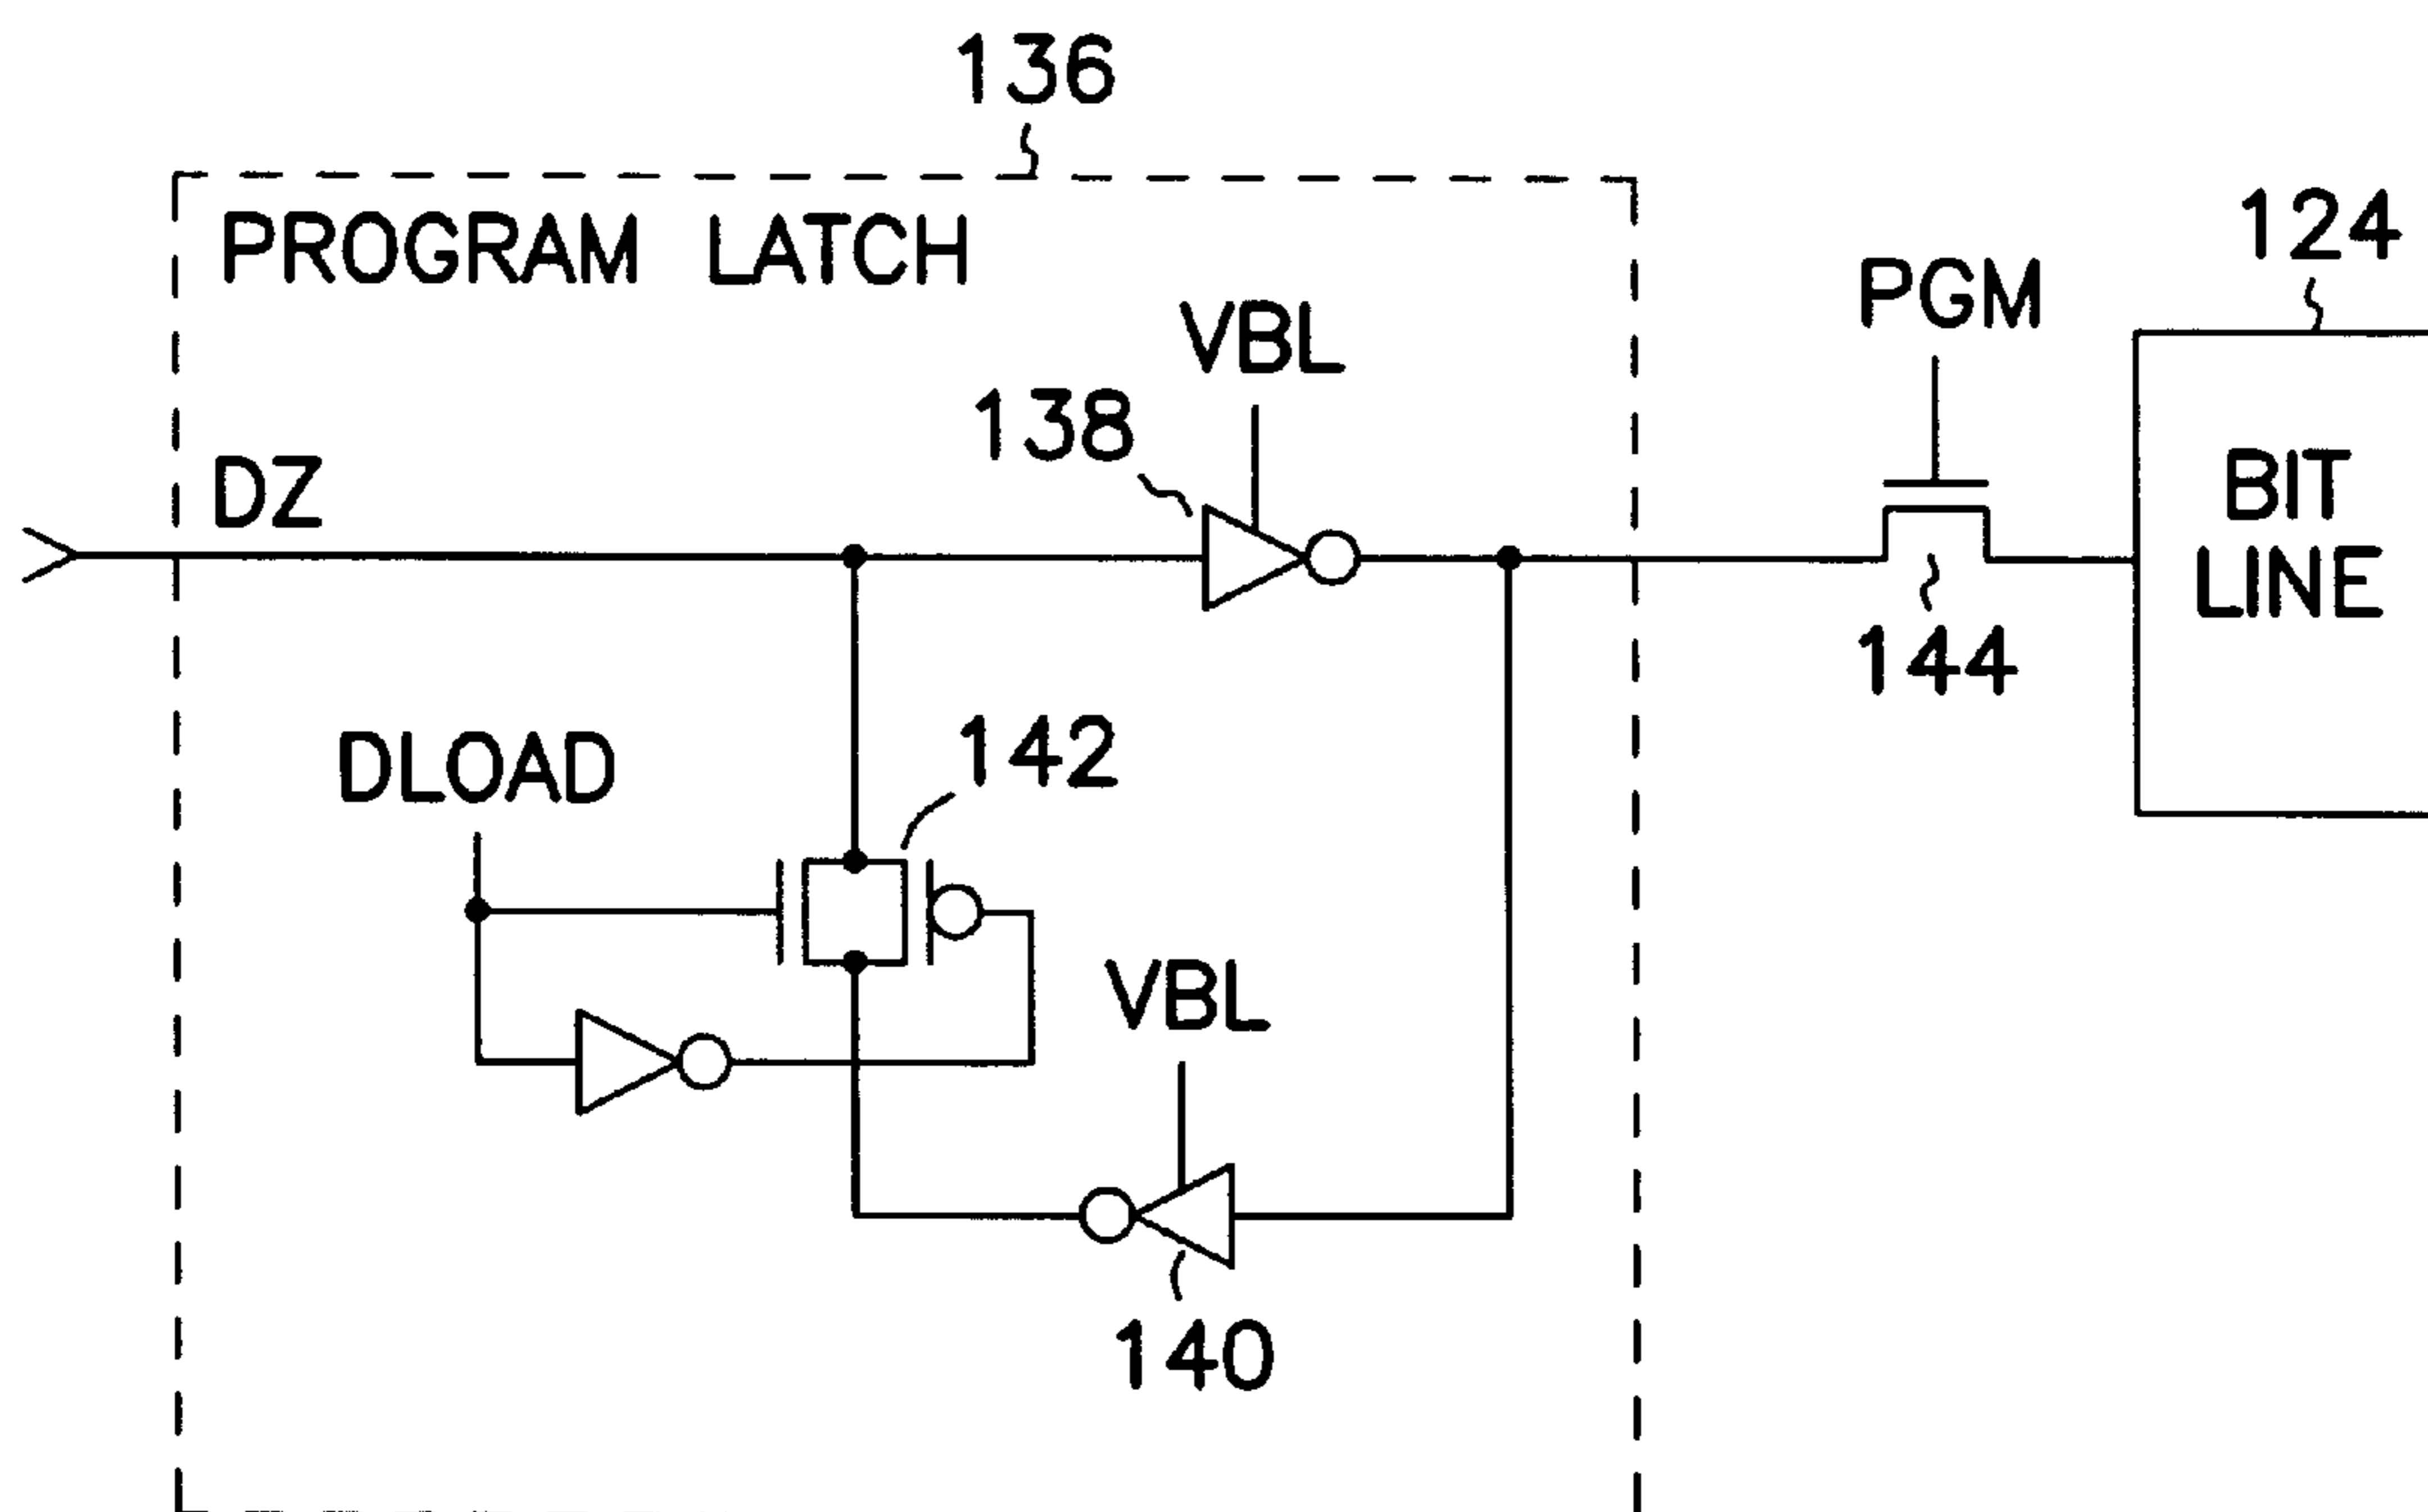 136
PROGRAM LATCH
124
PGM
VBL
138
DZ
BIT
LINE
144
DLOAD
142
VBL
140